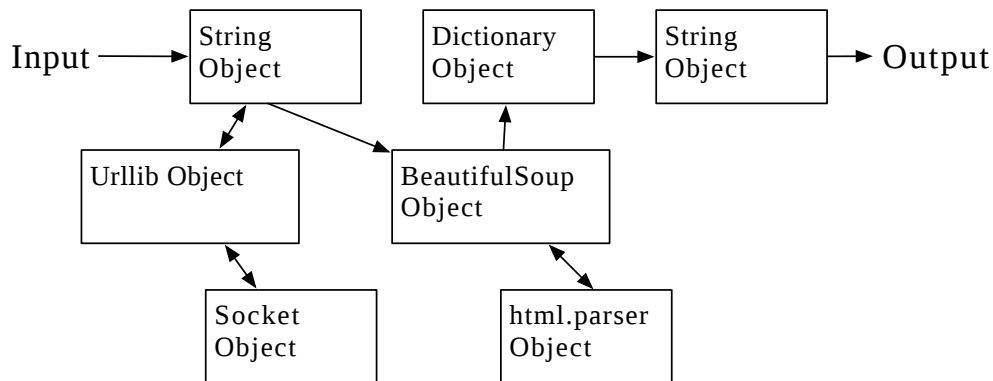 Input
String
Object
Dictionary
Object
String
Object
Output
Urllib Object
BeautifulSoup
Object
Socket
Object
html.parser
Object